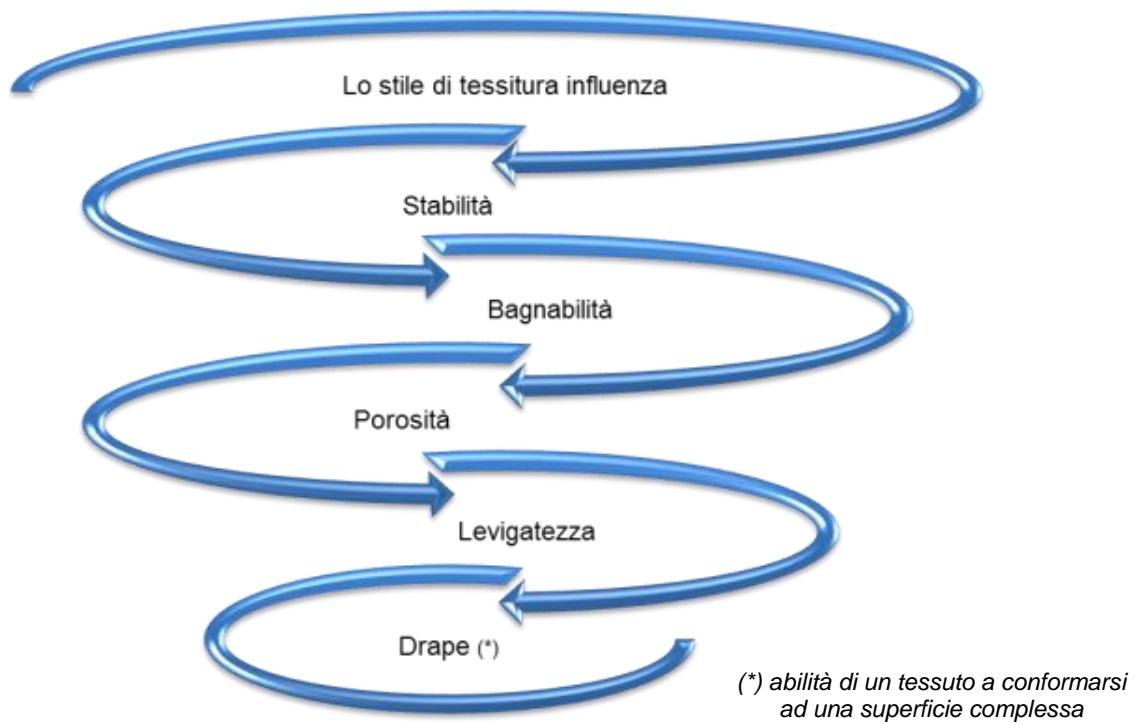 Lo stile di tessitura influenza
Stabilità
Bagnabilità
Porosità
Levigatezza
Drape (*)
(*) abilità di un tessuto a conformarsi
ad una superficie complessa